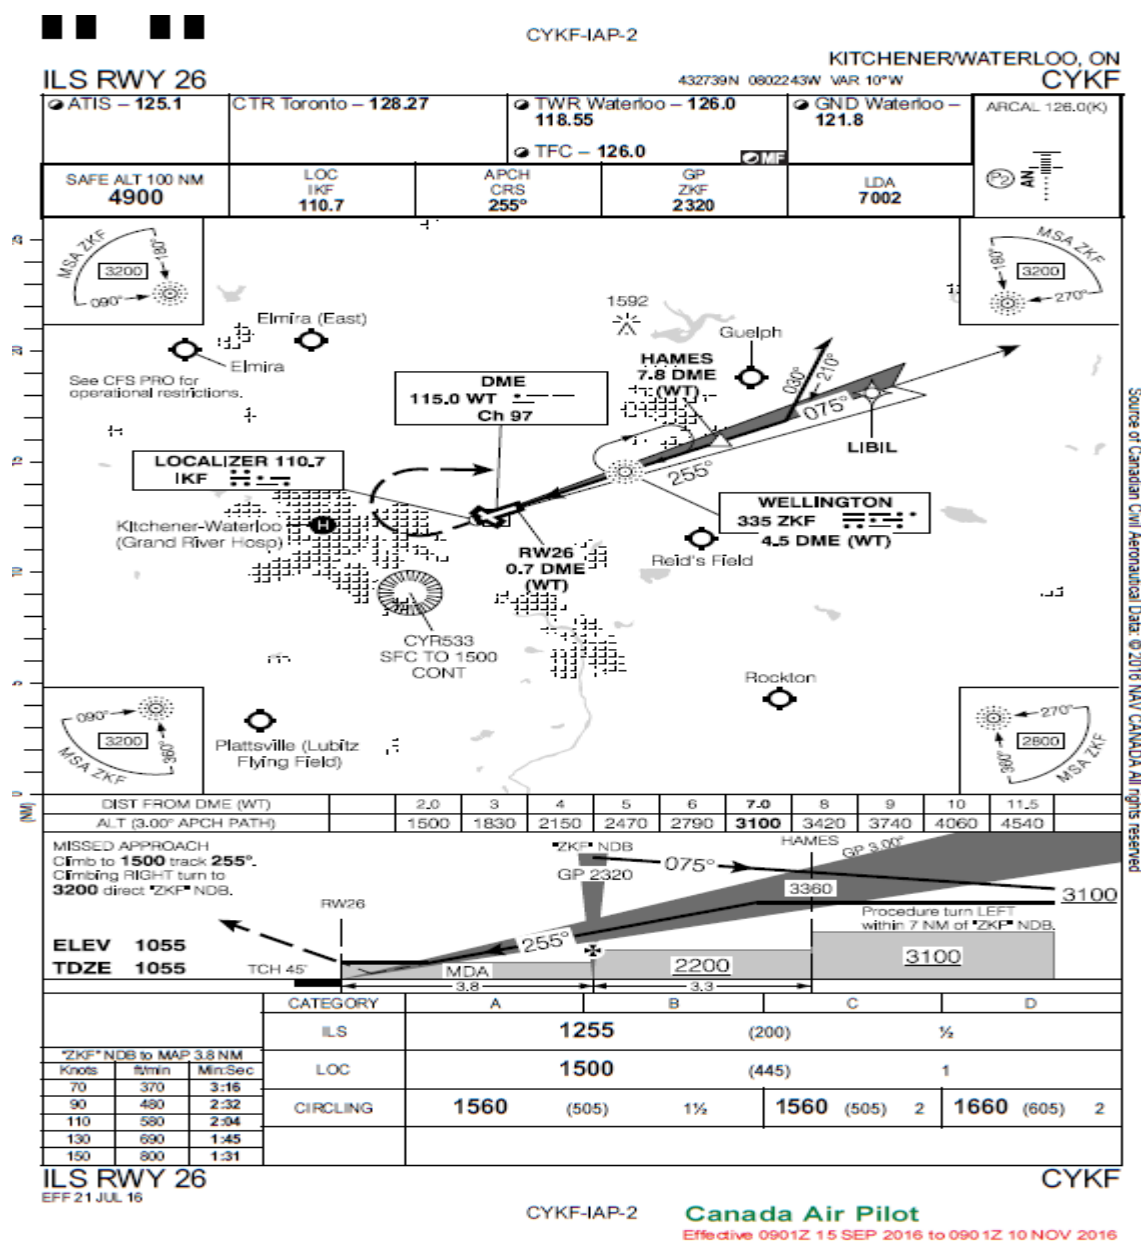 CYKF-IAP-2
KITCHENER/WATERLOO, ON
ILS RWY 26
432739N 0802243W VAR 10°W
CYKF
ATIS – 125.1
CTR Toronto – 128.27
TWR Waterloo – 126.0
118.55
TFC – 126.0
MF
GND Waterloo –
121.8
ARCAL 126.0(K)
P2
AN
SAFE ALT 100 NM
4900
LOC
IKF
110.7
APCH
CRS
255°
GP
ZKF
2320
LDA
7002
MSA ZKF
180°
3200
090°
MSA ZKF
180°
3200
270°
1592
Elmira (East)
Elmira
Guelph
See CFS PRO for
operational restrictions.
HAMES
7.8 DME
(WT)
030°
210°
075°
DME
115.0 WT
Ch 97
LIBIL
LOCALIZER 110.7
IKF
255°
WELLINGTON
335 ZKF
4.5 DME (WT)
H
Kitchener-Waterloo
(Grand River Hosp)
RW26
0.7 DME
(WT)
Reid's Field
CYR533
SFC TO 1500
CONT
Rockton
Plattsville (Lubitz
Flying Field)
090°
3200
360°
MSA ZKF
270°
2800
360°
MSA ZKF
25
20
15
10
5
0
(NM)
Source of Canadian Civil Aeronautical Data: © 2016 NAV CANADA All rights reserved
DIST FROM DME (WT) 2.0 3 4 5 6 7.0 8 9 10 11.5
ALT (3.00° APCH PATH) 1500 1830 2150 2470 2790 3100 3420 3740 4060 4540
MISSED APPROACH
Climb to 1500 track 255°.
Climbing RIGHT turn to
3200 direct "ZKF" NDB.
"ZKF" NDB
GP 2320
075°
HAMES
GP 3.00°
3360
3100
RW26
Procedure turn LEFT
within 7 NM of "ZKF" NDB.
255°
ELEV 1055
TDZE 1055
TCH 45'
MDA
2200
3100
3.8
3.3
CATEGORY A B C D
ILS 1255 (200) ½
LOC 1500 (445) 1
CIRCLING 1560 (505) 1½ 1560 (505) 2 1660 (605) 2
"ZKF" NDB to MAP 3.8 NM
Knots ft/min Min:Sec
70 370 3:16
90 480 2:32
110 580 2:04
130 690 1:45
150 800 1:31
ILS RWY 26
CYKF
EFF 21 JUL 16
CYKF-IAP-2
Canada Air Pilot
Effective 0901Z 15 SEP 2016 to 0901Z 10 NOV 2016